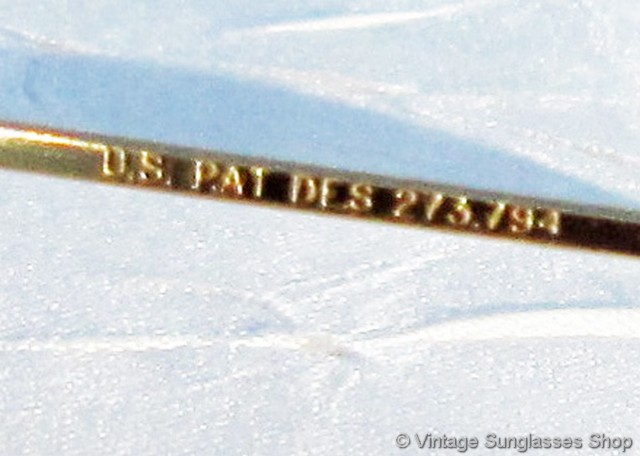 U.S. PAT DES 273.794
© Vintage Sunglasses Shop